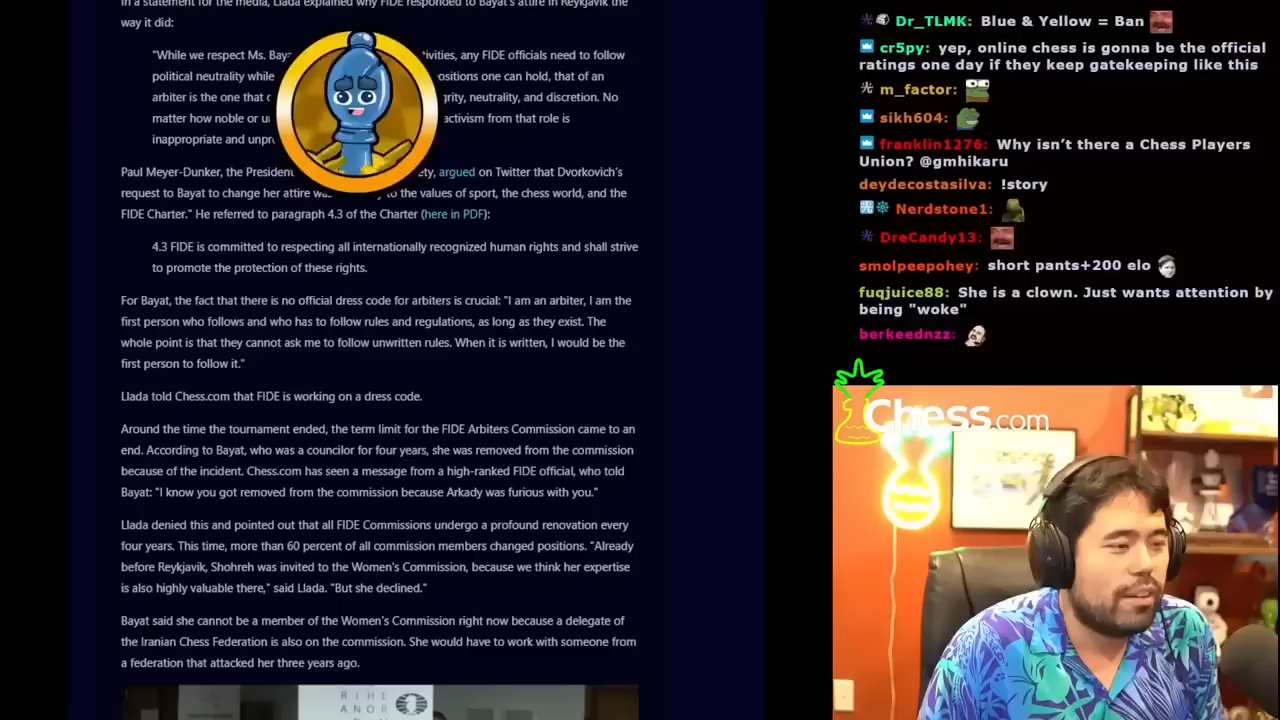 In a statement for the media, Llada explained why FIDE responded to Bayat's attire in Reykjavik the
way it did:
"While we respect Ms. Baya tivities, any FIDE officials need to follow
political neutrality while ositions one can hold, that of an
arbiter is the one that grity, neutrality, and discretion. No
matter how noble or activism from that role is
inappropriate and unpr
Paul Meyer-Dunker, the President ety, argued on Twitter that Dvorkovich's
request to Bayat to change her attire to the values of sport, the chess world, and the
FIDE Charter." He referred to paragraph 4.3 of the Charter (here in PDF):
4.3 FIDE is committed to respecting all internationally recognized human rights and shall strive
to promote the protection of these rights.
For Bayat, the fact that there is no official dress code for arbiters is crucial: "I am an arbiter, I am the
first person who follows and who has to follow rules and regulations, as long as they exist. The
whole point is that they cannot ask me to follow unwritten rules. When it is written, I would be the
first person to follow it."
Llada told Chess.com that FIDE is working on a dress code.
Around the time the tournament ended, the term limit for the FIDE Arbiters Commission came to an
end. According to Bayat, who was a councilor for four years, she was removed from the commission
because of the incident. Chess.com has seen a message from a high-ranked FIDE official, who told
Bayat: "I know you got removed from the commission because Arkady was furious with you."
Llada denied this and pointed out that all FIDE Commissions undergo a profound renovation every
four years. This time, more than 60 percent of all commission members changed positions. "Already
before Reykjavik, Shohreh was invited to the Women's Commission, because we think her expertise
is also highly valuable there," said Llada. "But she declined."
Bayat said she cannot be a member of the Women's Commission right now because a delegate of
the Iranian Chess Federation is also on the commission. She would have to work with someone from
a federation that attacked her three years ago.
R I H E
A N O R
Dr_TLMK: Blue & Yellow = Ban
cr5py: yep, online chess is gonna be the official
ratings one day if they keep gatekeeping like this
m_factor:
sikh604:
franklin1276: Why isn't there a Chess Players
Union? @gmhikaru
deydecostasilva: !story
Nerdstone1:
DreCandy13:
smolpeepohey: short pants+200 elo
fuqjuice88: She is a clown. Just wants attention by
being "woke"
berkeednzz:
Chess.com